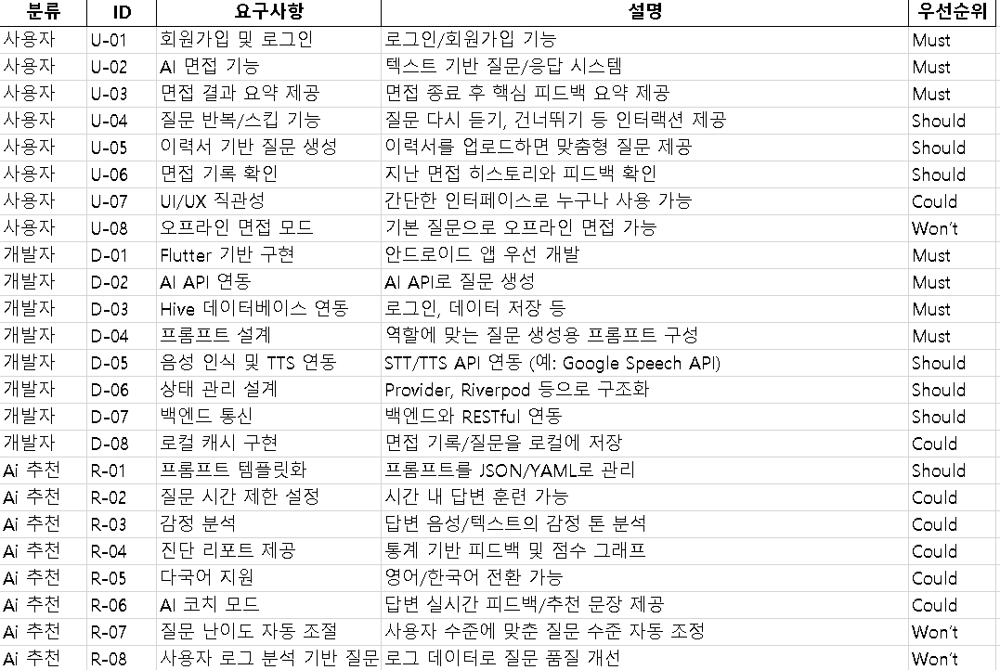 분류 ID 요구사항 설명 우선순위
사용자 U-01 회원가입 및 로그인 로그인/회원가입 기능 Must
사용자 U-02 AI 면접 기능 텍스트 기반 질문/응답 시스템 Must
사용자 U-03 면접 결과 요약 제공 면접 종료 후 핵심 피드백 요약 제공 Must
사용자 U-04 질문 반복/스킵 기능 질문 다시 듣기, 건너뛰기 등 인터랙션 제공 Should
사용자 U-05 이력서 기반 질문 생성 이력서를 업로드하면 맞춤형 질문 제공 Should
사용자 U-06 면접 기록 확인 지난 면접 히스토리와 피드백 확인 Should
사용자 U-07 UI/UX 직관성 간단한 인터페이스로 누구나 사용 가능 Could
사용자 U-08 오프라인 면접 모드 기본 질문으로 오프라인 면접 가능 Won't
개발자 D-01 Flutter 기반 구현 안드로이드 앱 우선 개발 Must
개발자 D-02 AI API 연동 AI API로 질문 생성 Must
개발자 D-03 Hive 데이터베이스 연동 로그인, 데이터 저장 등 Must
개발자 D-04 프롬프트 설계 역할에 맞는 질문 생성용 프롬프트 구성 Must
개발자 D-05 음성 인식 및 TTS 연동 STT/TTS API 연동 (예: Google Speech API) Should
개발자 D-06 상태 관리 설계 Provider, Riverpod 등으로 구조화 Should
개발자 D-07 백엔드 통신 백엔드와 RESTful 연동 Should
개발자 D-08 로컬 캐시 구현 면접 기록/질문을 로컬에 저장 Could
Ai 추천 R-01 프롬프트 템플릿화 프롬프트를 JSON/YAML로 관리 Should
Ai 추천 R-02 질문 시간 제한 설정 시간 내 답변 훈련 가능 Could
Ai 추천 R-03 감정 분석 답변 음성/텍스트의 감정 톤 분석 Could
Ai 추천 R-04 진단 리포트 제공 통계 기반 피드백 및 점수 그래프 Could
Ai 추천 R-05 다국어 지원 영어/한국어 전환 가능 Could
Ai 추천 R-06 AI 코치 모드 답변 실시간 피드백/추천 문장 제공 Could
Ai 추천 R-07 질문 난이도 자동 조절 사용자 수준에 맞춘 질문 수준 자동 조정 Won't
Ai 추천 R-08 사용자 로그 분석 기반 질문 로그 데이터로 질문 품질 개선 Won't